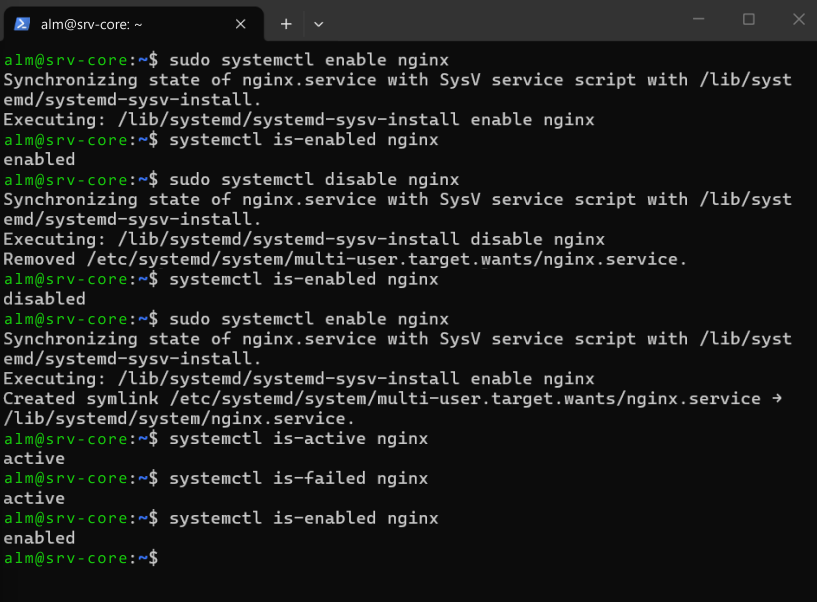 alm@srv-core: ~
alm@srv-core:~$ sudo systemctl enable nginx
Synchronizing state of nginx.service with SysV service script with /lib/syst
emd/systemd-sysv-install.
Executing: /lib/systemd/systemd-sysv-install enable nginx
alm@srv-core:~$ systemctl is-enabled nginx
enabled
alm@srv-core:~$ sudo systemctl disable nginx
Synchronizing state of nginx.service with SysV service script with /lib/syst
emd/systemd-sysv-install.
Executing: /lib/systemd/systemd-sysv-install disable nginx
Removed /etc/systemd/system/multi-user.target.wants/nginx.service.
alm@srv-core:~$ systemctl is-enabled nginx
disabled
alm@srv-core:~$ sudo systemctl enable nginx
Synchronizing state of nginx.service with SysV service script with /lib/syst
emd/systemd-sysv-install.
Executing: /lib/systemd/systemd-sysv-install enable nginx
Created symlink /etc/systemd/system/multi-user.target.wants/nginx.service →
/lib/systemd/system/nginx.service.
alm@srv-core:~$ systemctl is-active nginx
active
alm@srv-core:~$ systemctl is-failed nginx
active
alm@srv-core:~$ systemctl is-enabled nginx
enabled
alm@srv-core:~$